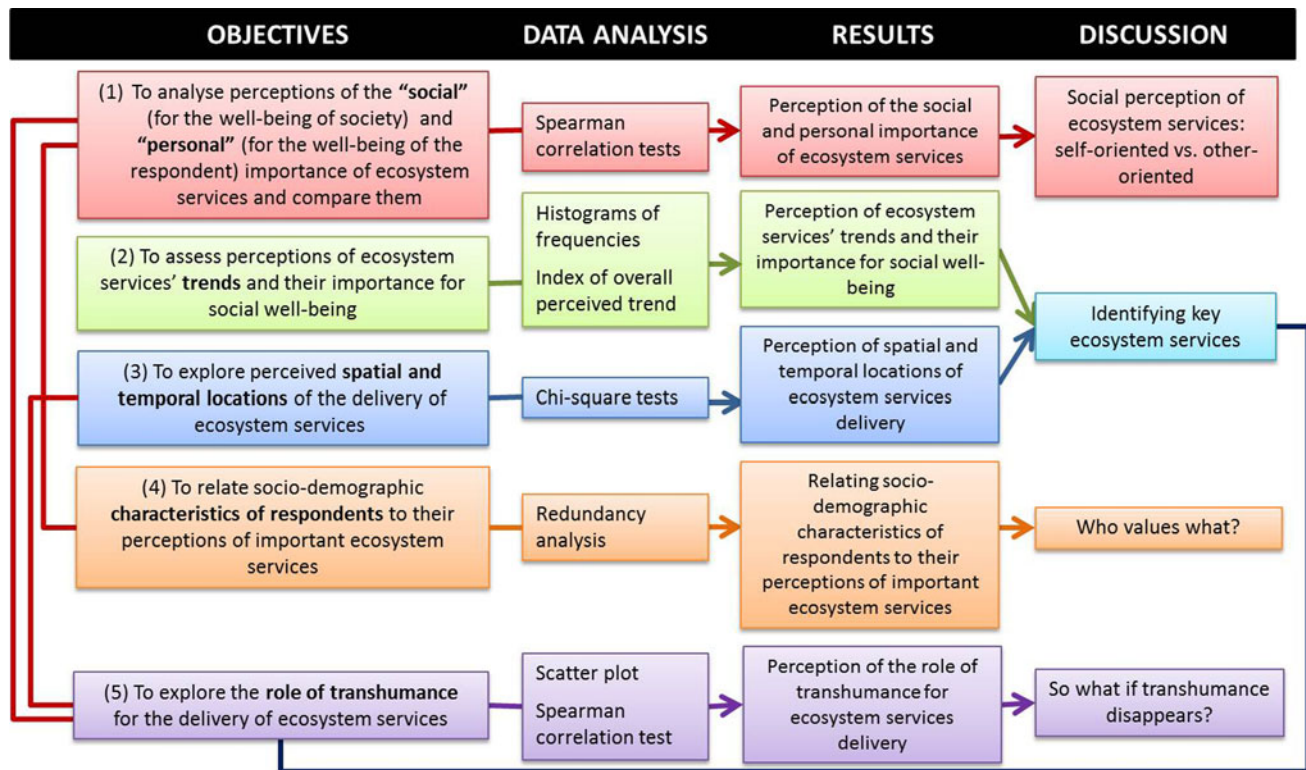 OBJECTIVES
DATA ANALYSIS
RESULTS
DISCUSSION
(1) To analyse perceptions of the “social”
(for the well-being of society) and
“personal” (for the well-being of the
respondent) importance of ecosystem
services and compare them
Spearman
correlation tests
Perception of the social
and personal importance
of ecosystem services
Social perception of
ecosystem services:
self-oriented vs. other-
oriented
(2) To assess perceptions of ecosystem
services’ trends and their importance for
social well-being
Histograms of
frequencies
Index of overall
perceived trend
Perception of ecosystem
services’ trends and their
importance for social well-
being
Identifying key
ecosystem services
(3) To explore perceived spatial and
temporal locations of the delivery of
ecosystem services
Chi-square tests
Perception of spatial and
temporal locations of
ecosystem services
delivery
(4) To relate socio-demographic
characteristics of respondents to their
perceptions of important ecosystem
services
Redundancy
analysis
Relating socio-
demographic
characteristics of
respondents to their
perceptions of important
ecosystem services
Who values what?
(5) To explore the role of transhumance
for the delivery of ecosystem services
Scatter plot
Spearman
correlation test
Perception of the role of
transhumance for
ecosystem services
delivery
So what if transhumance
disappears?